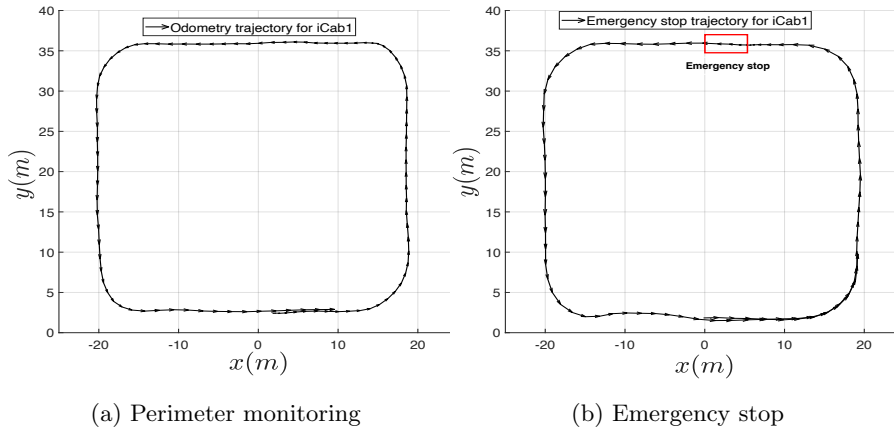 40
35
30
25
20
15
10
5
0
y(m)
Odometry trajectory for iCab1
-20 -10 0 10 20
x(m)
(a) Perimeter monitoring
40
35
30
25
20
15
10
5
0
y(m)
Emergency stop trajectory for iCab1
Emergency stop
-20 -10 0 10 20
x(m)
(b) Emergency stop